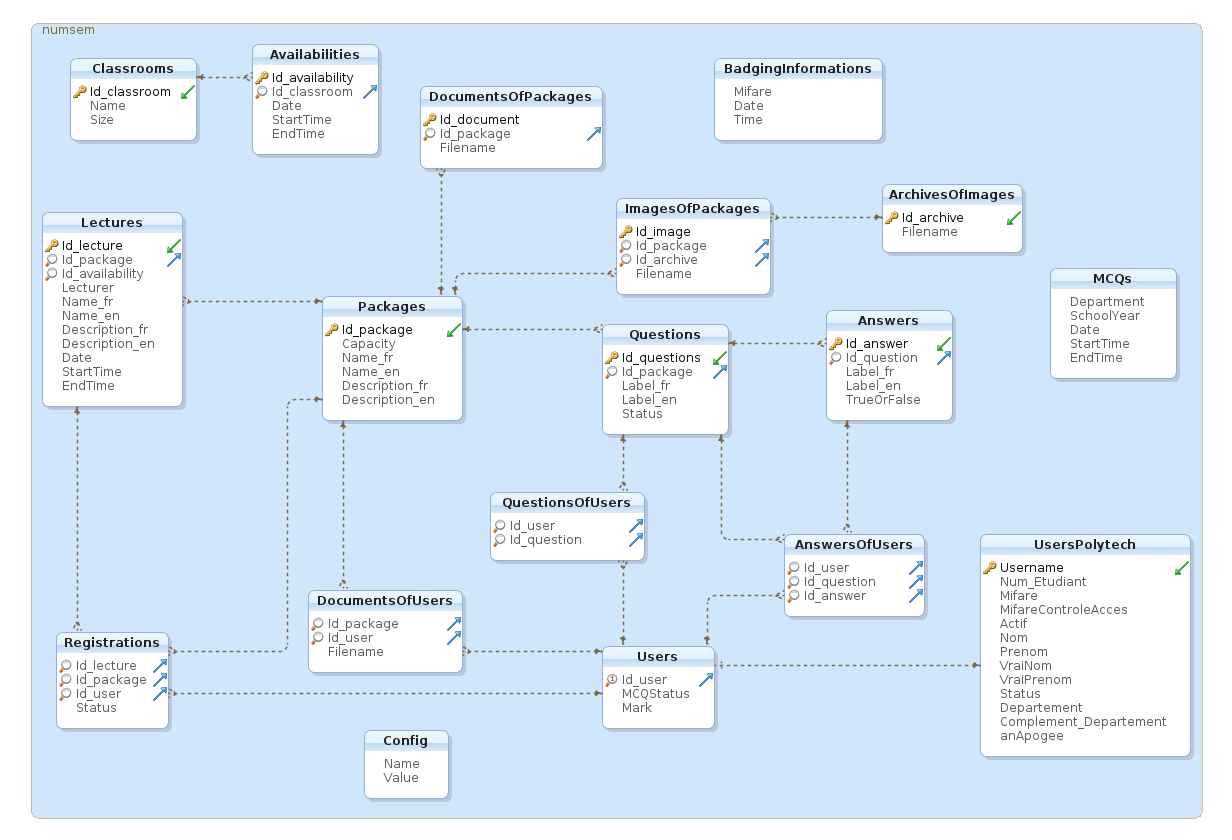 numsem
Classrooms
Id_classroom
Name
Size
Availabilities
Id_availability
Id_classroom
Date
StartTime
EndTime
DocumentsOfPackages
Id_document
Id_package
Filename
BadgingInformations
Mifare
Date
Time
Lectures
Id_lecture
Id_package
Id_availability
Lecturer
Name_fr
Name_en
Description_fr
Description_en
Date
StartTime
EndTime
ImagesOfPackages
Id_image
Id_package
Id_archive
Filename
ArchivesOfImages
Id_archive
Filename
MCQs
Department
SchoolYear
Date
StartTime
EndTime
Packages
Id_package
Capacity
Name_fr
Name_en
Description_fr
Description_en
Questions
Id_questions
Id_package
Label_fr
Label_en
Status
Answers
Id_answer
Id_question
Label_fr
Label_en
TrueOrFalse
QuestionsOfUsers
Id_user
Id_question
AnswersOfUsers
Id_user
Id_question
Id_answer
UsersPolytech
Username
Num_Etudiant
Mifare
MifareControleAcces
Actif
Nom
Prenom
VraiNom
VraiPrenom
Status
Departement
Complement_Departement
anApogee
DocumentsOfUsers
Id_package
Id_user
Filename
Registrations
Id_lecture
Id_package
Id_user
Status
Users
Id_user
MCQStatus
Mark
Config
Name
Value